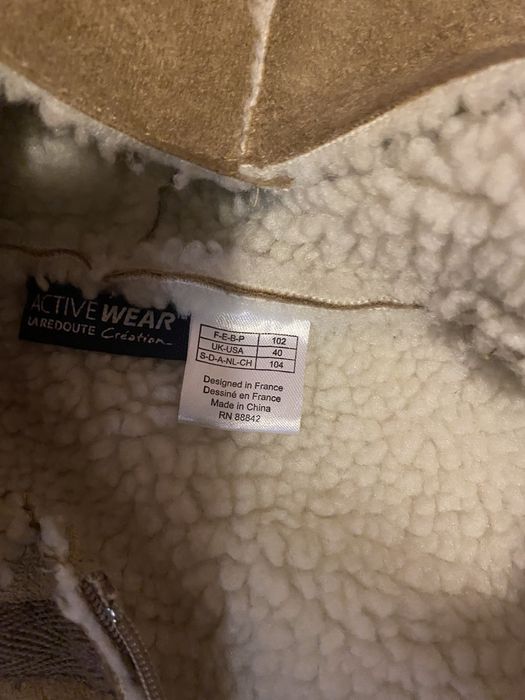 ACTIVE WEAR
LA REDOUTE Création
F-E-B-P 102
UK-USA 40
S-D-A-NL-CH 104
Designed in France
Dessiné en France
Made in China
RN 88842